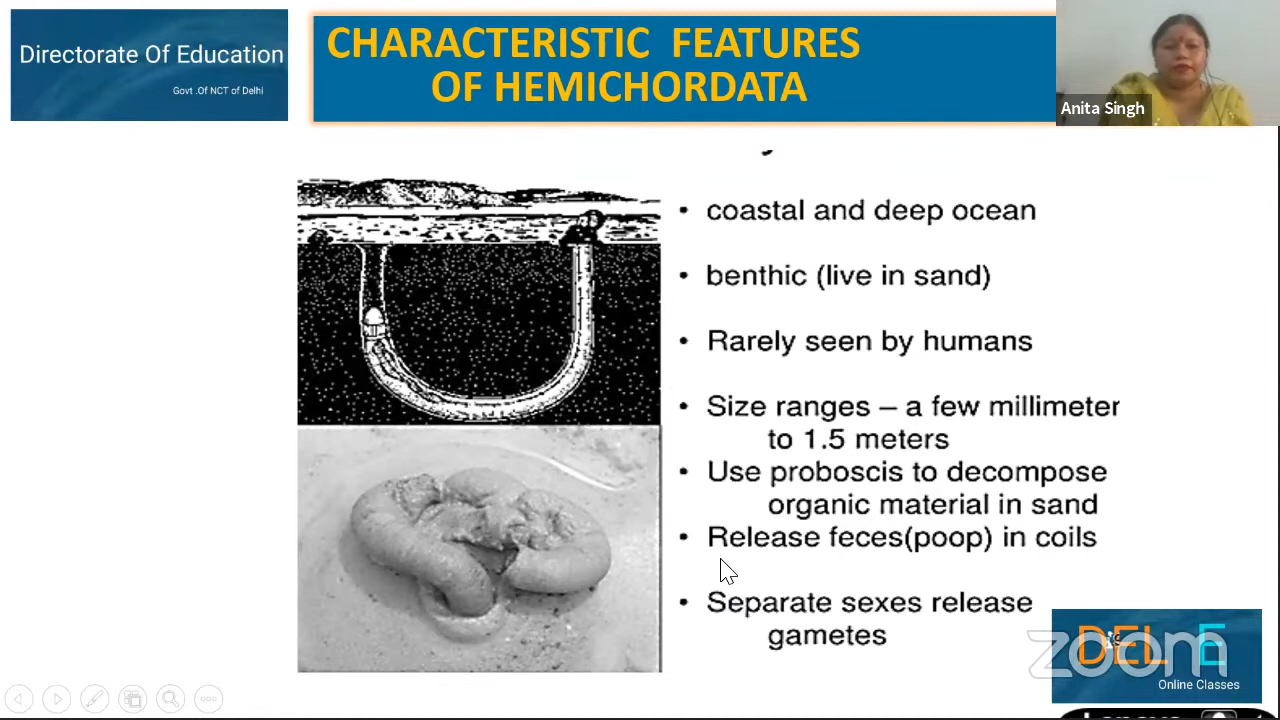 Directorate Of Education
Govt .Of NCT of Delhi
CHARACTERISTIC FEATURES
OF HEMICHORDATA
Anita Singh
• coastal and deep ocean
• benthic (live in sand)
• Rarely seen by humans
• Size ranges – a few millimeter
to 1.5 meters
• Use proboscis to decompose
organic material in sand
• Release feces(poop) in coils
• Separate sexes release
gametes
zoom
DEL E
Online Classes